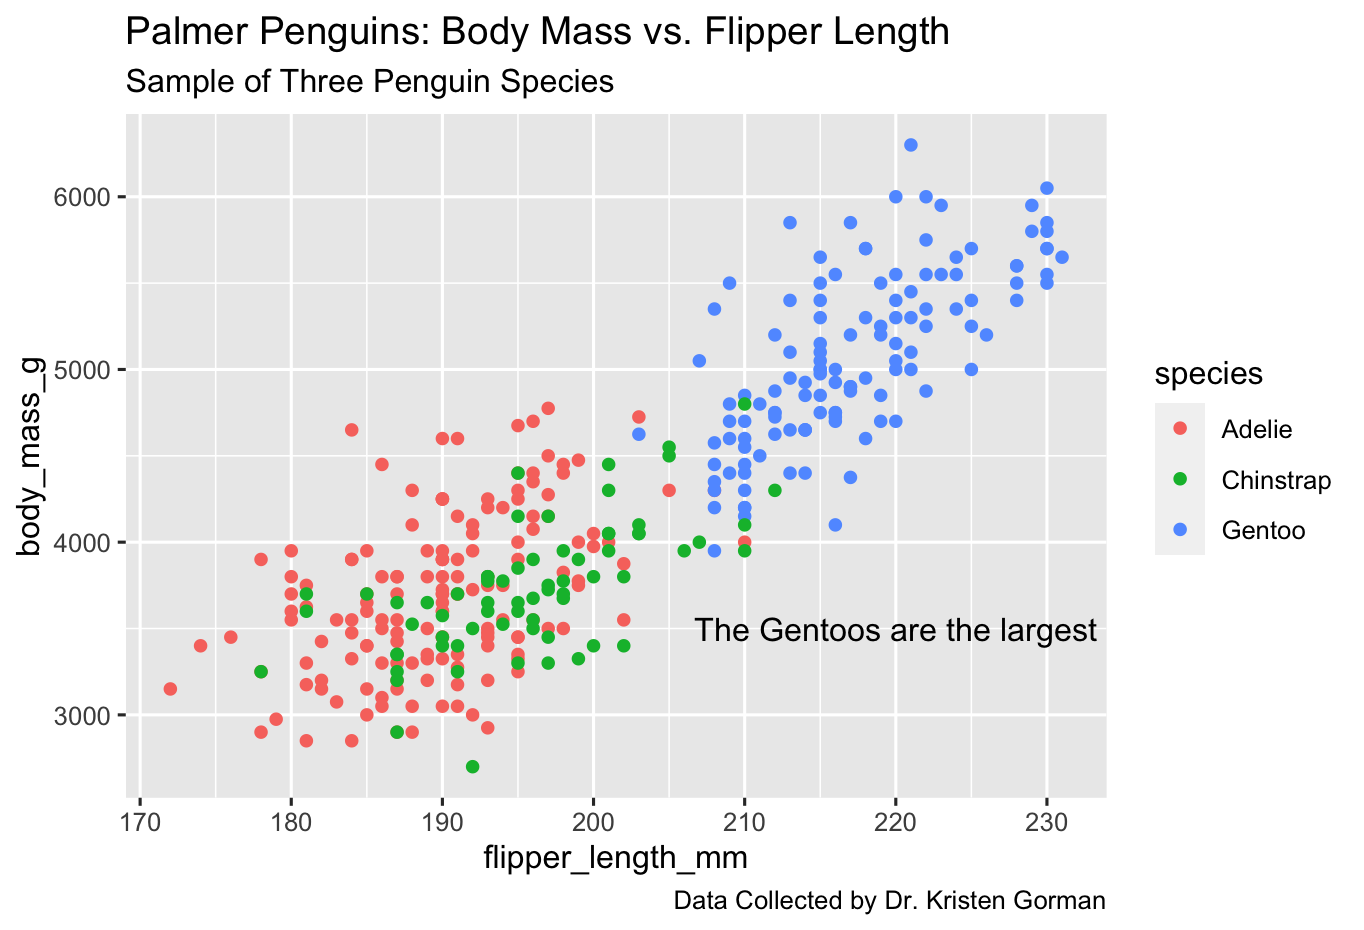 Palmer Penguins: Body Mass vs. Flipper Length
Sample of Three Penguin Species
body_mass_g
6000
5000
4000
3000
The Gentoos are the largest
170 180 190 200 210 220 230
flipper_length_mm
species
Adelie
Chinstrap
Gentoo
Data Collected by Dr. Kristen Gorman